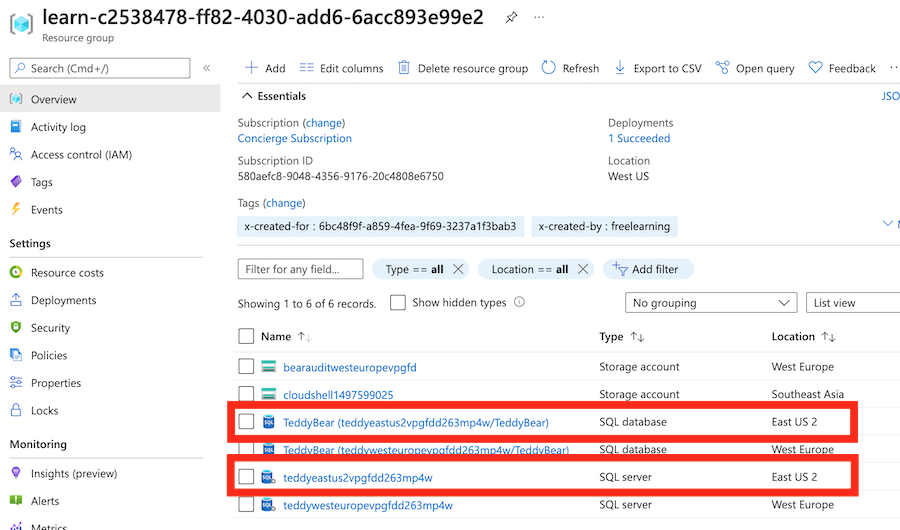 learn-c2538478-ff82-4030-add6-6acc893e99e2
Resource group
Search (Cmd+/)
Overview
Activity log
Access control (IAM)
Tags
Events
Settings
Resource costs
Deployments
Security
Policies
Properties
Locks
Monitoring
Insights (preview)
Alerts
Metrics
Add Edit columns Delete resource group Refresh Export to CSV Open query Feedback
Essentials JSO
Subscription (change) Deployments
Concierge Subscription 1 Succeeded
Subscription ID Location
580aefc8-9048-4356-9176-20c4808e6750 West US
Tags (change)
x-created-for : 6bc48f9f-a859-4fea-9f69-3237a1f3bab3 x-created-by : freelearning
Filter for any field... Type == all Location == all Add filter
Showing 1 to 6 of 6 records. Show hidden types No grouping List view
Name Type Location
bearauditwesteuropevpgfd Storage account West Europe
cloudshell1497599025 Storage account Southeast Asia
TeddyBear (teddyeastus2vpgfdd263mp4w/TeddyBear) SQL database East US 2
TeddyBear (teddywesteuropevpgfdd263mp4w/TeddyBear) SQL database West Europe
teddyeastus2vpgfdd263mp4w SQL server East US 2
teddywesteuropevpgfdd263mp4w SQL server West Europe